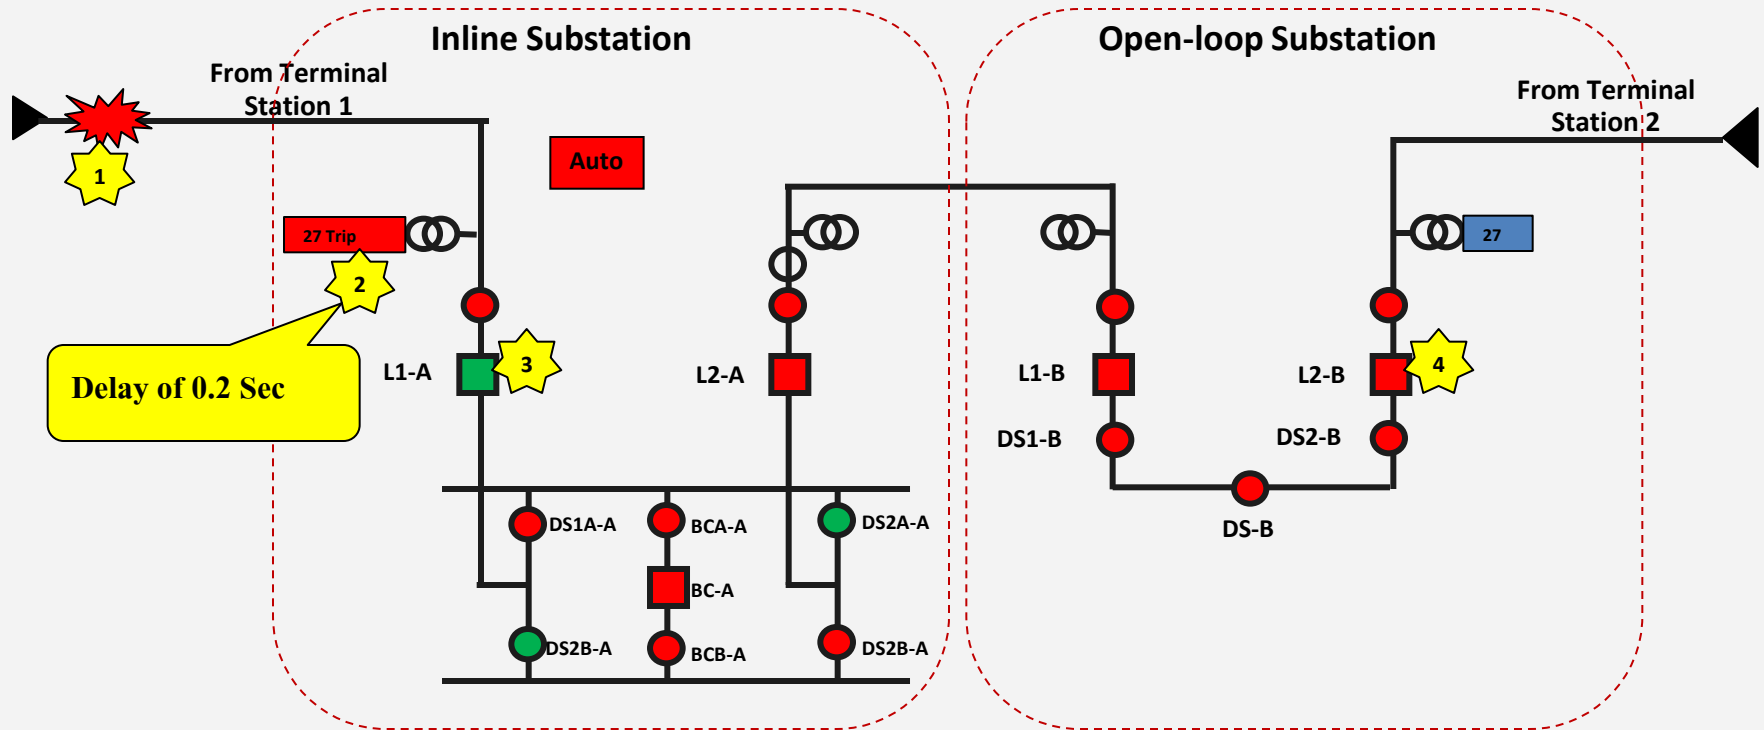 Inline Substation
Open-loop Substation
From Terminal
Station 1
From Terminal
Station 2
Auto
1
27 Trip
27
2
Delay of 0.2 Sec
L1-A
3
L2-A
L1-B
L2-B
4
DS1-B
DS2-B
DS1A-A
BCA-A
DS2A-A
DS-B
BC-A
DS2B-A
BCB-A
DS2B-A